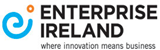 ENTERPRISE
IRELAND
where innovation means business